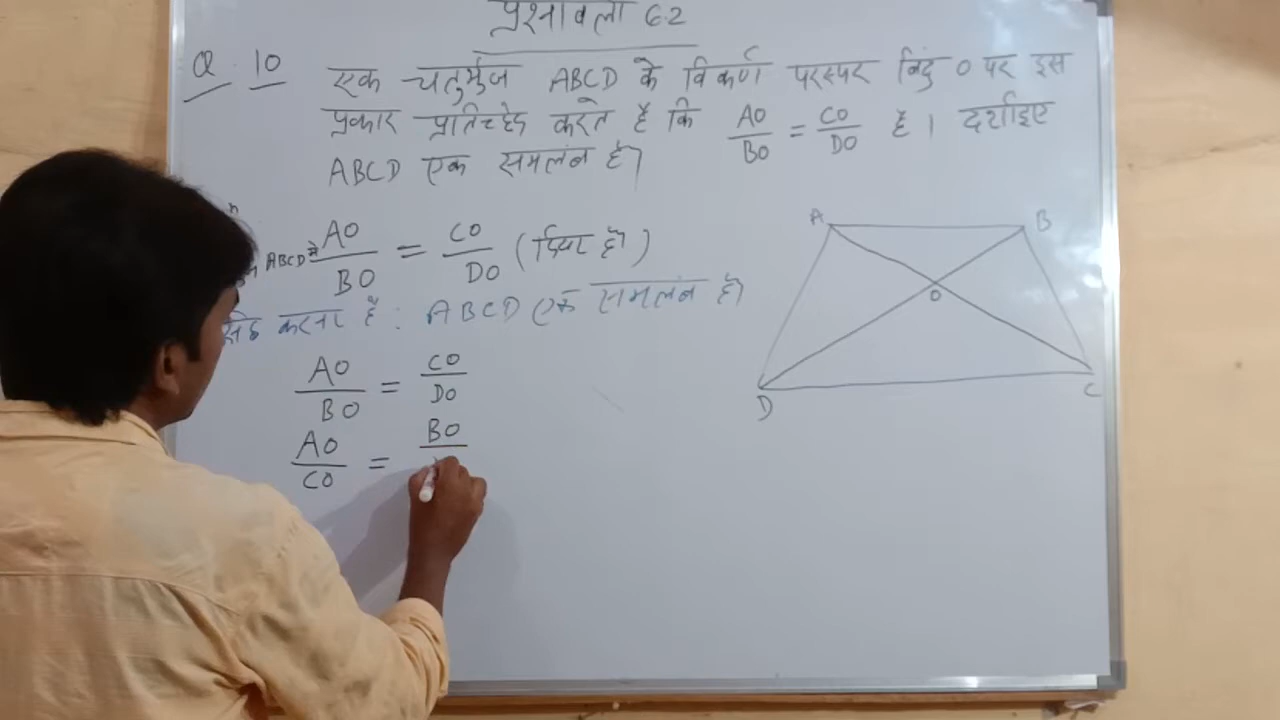 प्रश्नावली 6.2
Q. 10 एक चतुर्भुज ABCD के विकर्ण परस्पर बिंदु O पर इस
प्रकार प्रतिच्छेद करते है कि AO/BO = CO/DO है। दर्शाइए
ABCD एक समलंब है।
ABCD में AO/BO = CO/DO (दिया है)
सिद्ध करना है : ABCD एक समलंब है।
AO/BO = CO/DO
AO/CO = BO/
A
B
O
D
C